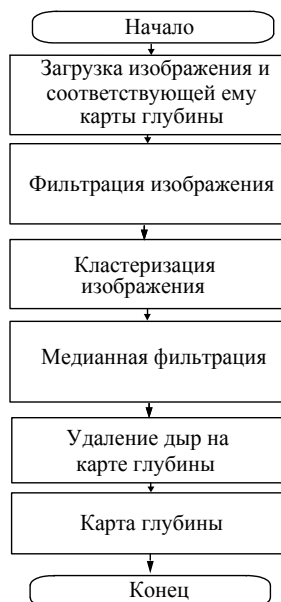 Начало
Загрузка изображения и
соответствующей ему
карты глубины
Фильтрация изображения
Кластеризация
изображения
Медианная фильтрация
Удаление дыр на
карте глубины
Карта глубины
Конец